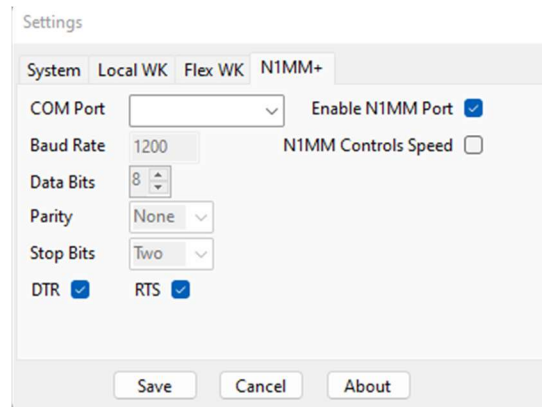 Settings
System Local WK Flex WK N1MM+
COM Port Enable N1MM Port
Baud Rate 1200 N1MM Controls Speed
Data Bits 8
Parity None
Stop Bits Two
DTR RTS
Save Cancel About